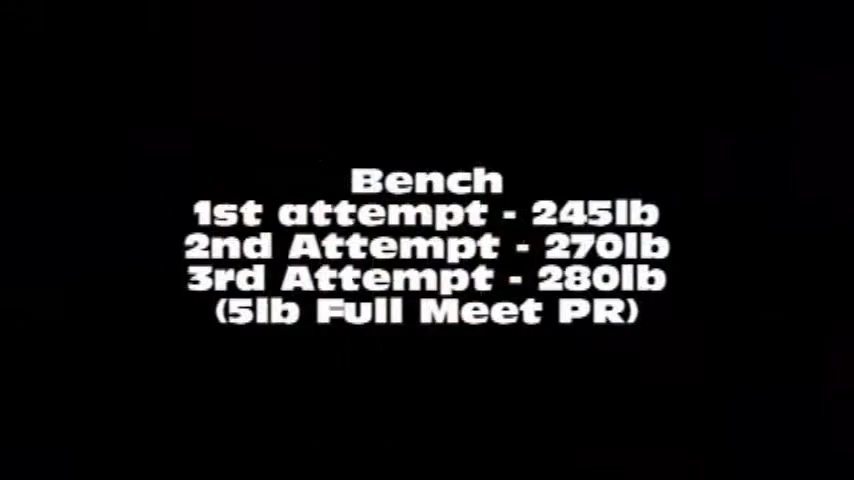 Bench
1st attempt - 245lb
2nd Attempt - 270lb
3rd Attempt - 280lb
(5lb Full Meet PR)